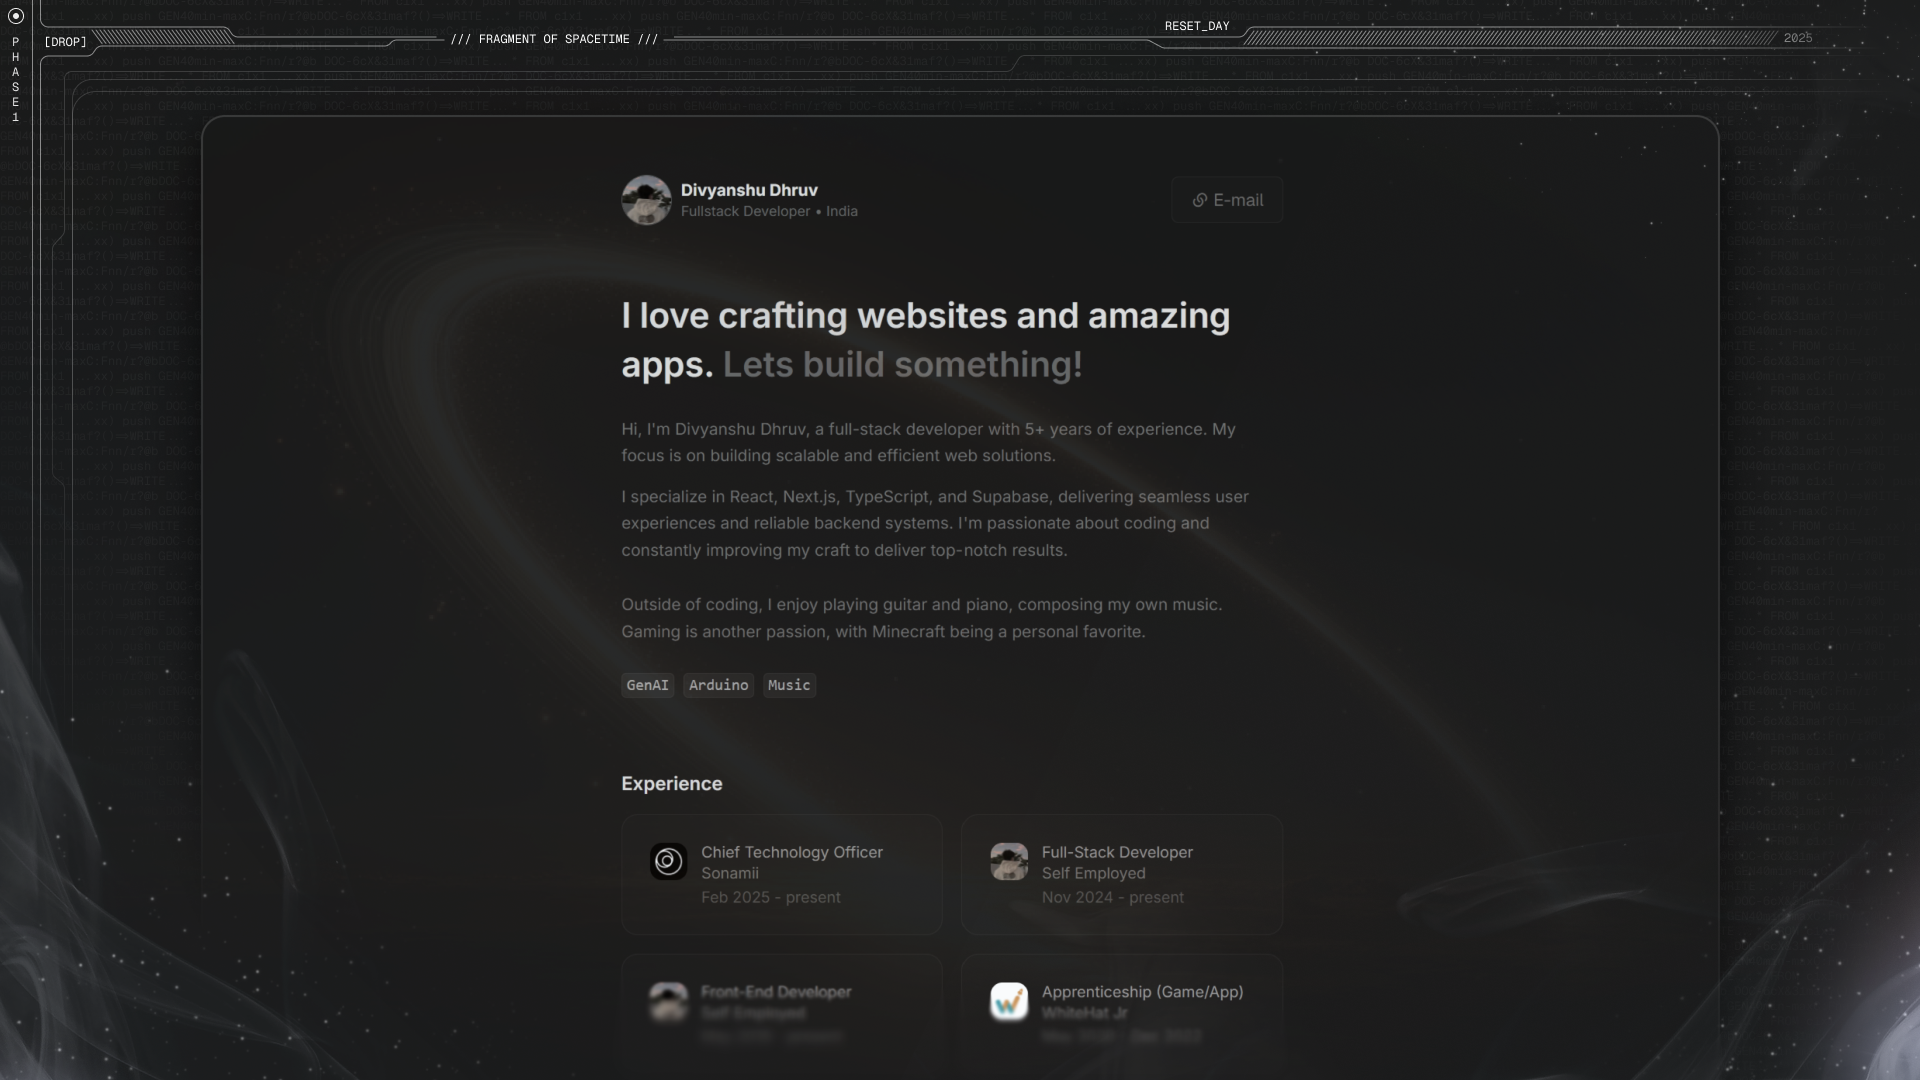 PHASE1
[DROP]
/// FRAGMENT OF SPACETIME ///
RESET_DAY
2025
Divyanshu Dhruv
Fullstack Developer • India
E-mail
I love crafting websites and amazing
apps. Lets build something!
Hi, I'm Divyanshu Dhruv, a full-stack developer with 5+ years of experience. My
focus is on building scalable and efficient web solutions.
I specialize in React, Next.js, TypeScript, and Supabase, delivering seamless user
experiences and reliable backend systems. I'm passionate about coding and
constantly improving my craft to deliver top-notch results.
Outside of coding, I enjoy playing guitar and piano, composing my own music.
Gaming is another passion, with Minecraft being a personal favorite.
GenAI Arduino Music
Experience
Chief Technology Officer
Sonamii
Feb 2025 - present
Full-Stack Developer
Self Employed
Nov 2024 - present
Front-End Developer
Self Employed
present
Apprenticeship (Game/App)
WhiteHat Jr